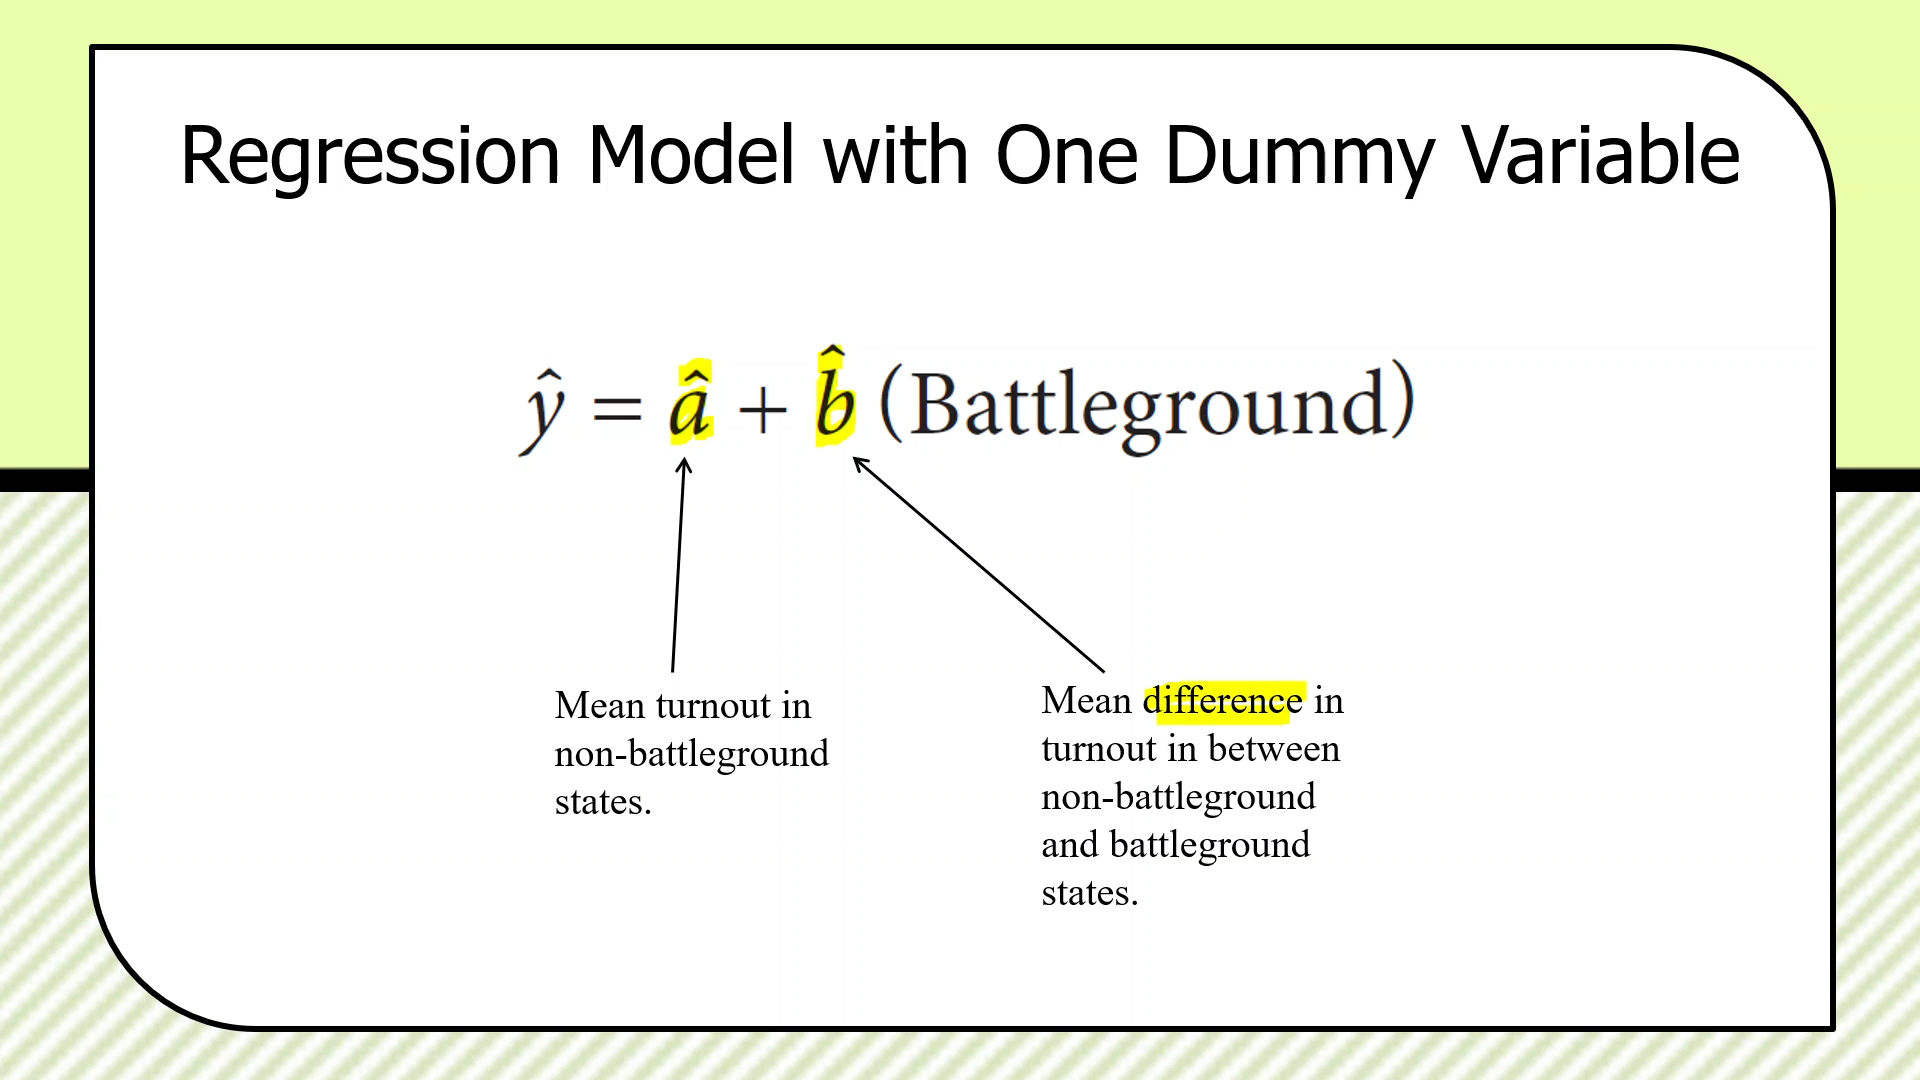 Regression Model with One Dummy Variable
ŷ = â + b̂ (Battleground)
Mean turnout in
non-battleground
states.
Mean difference in
turnout in between
non-battleground
and battleground
states.